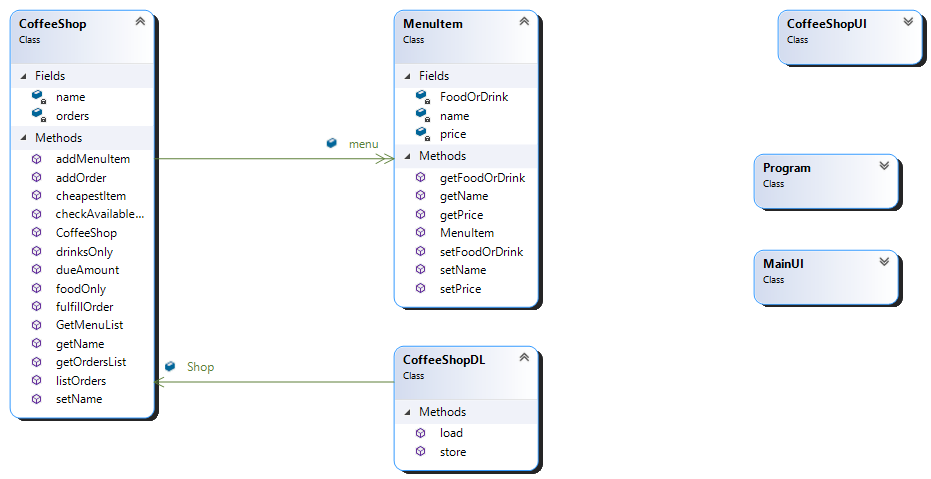 CoffeeShop
Class
Fields
name
orders
Methods
addMenuItem
addOrder
cheapestItem
checkAvailable...
CoffeeShop
drinksOnly
dueAmount
foodOnly
fulfillOrder
GetMenuList
getName
getOrdersList
listOrders
setName
menu
MenuItem
Class
Fields
FoodOrDrink
name
price
Methods
getFoodOrDrink
getName
getPrice
MenuItem
setFoodOrDrink
setName
setPrice
Shop
CoffeeShopDL
Class
Methods
load
store
CoffeeShopUI
Class
Program
Class
MainUI
Class